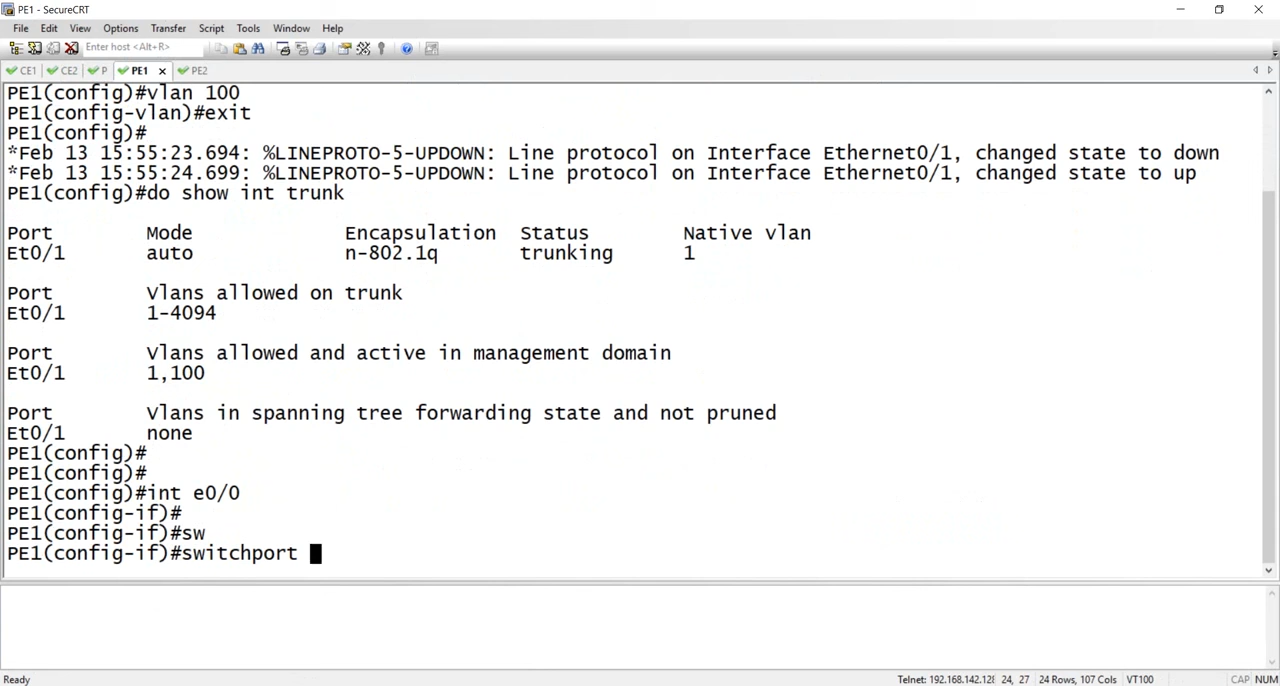 PE1 - SecureCRT
File Edit View Options Transfer Script Tools Window Help
Enter host <Alt+R>
CE1 CE2 P PE1 PE2
PE1(config)#vlan 100
PE1(config-vlan)#exit
PE1(config)#
*Feb 13 15:55:23.694: %LINEPROTO-5-UPDOWN: Line protocol on Interface Ethernet0/1, changed state to down
*Feb 13 15:55:24.699: %LINEPROTO-5-UPDOWN: Line protocol on Interface Ethernet0/1, changed state to up
PE1(config)#do show int trunk
Port Mode Encapsulation Status Native vlan
Et0/1 auto n-802.1q trunking 1
Port Vlans allowed on trunk
Et0/1 1-4094
Port Vlans allowed and active in management domain
Et0/1 1,100
Port Vlans in spanning tree forwarding state and not pruned
Et0/1 none
PE1(config)#
PE1(config)#
PE1(config)#int e0/0
PE1(config-if)#
PE1(config-if)#sw
PE1(config-if)#switchport
Ready Telnet: 192.168.142.128 24, 27 24 Rows, 107 Cols VT100 CAP NUM